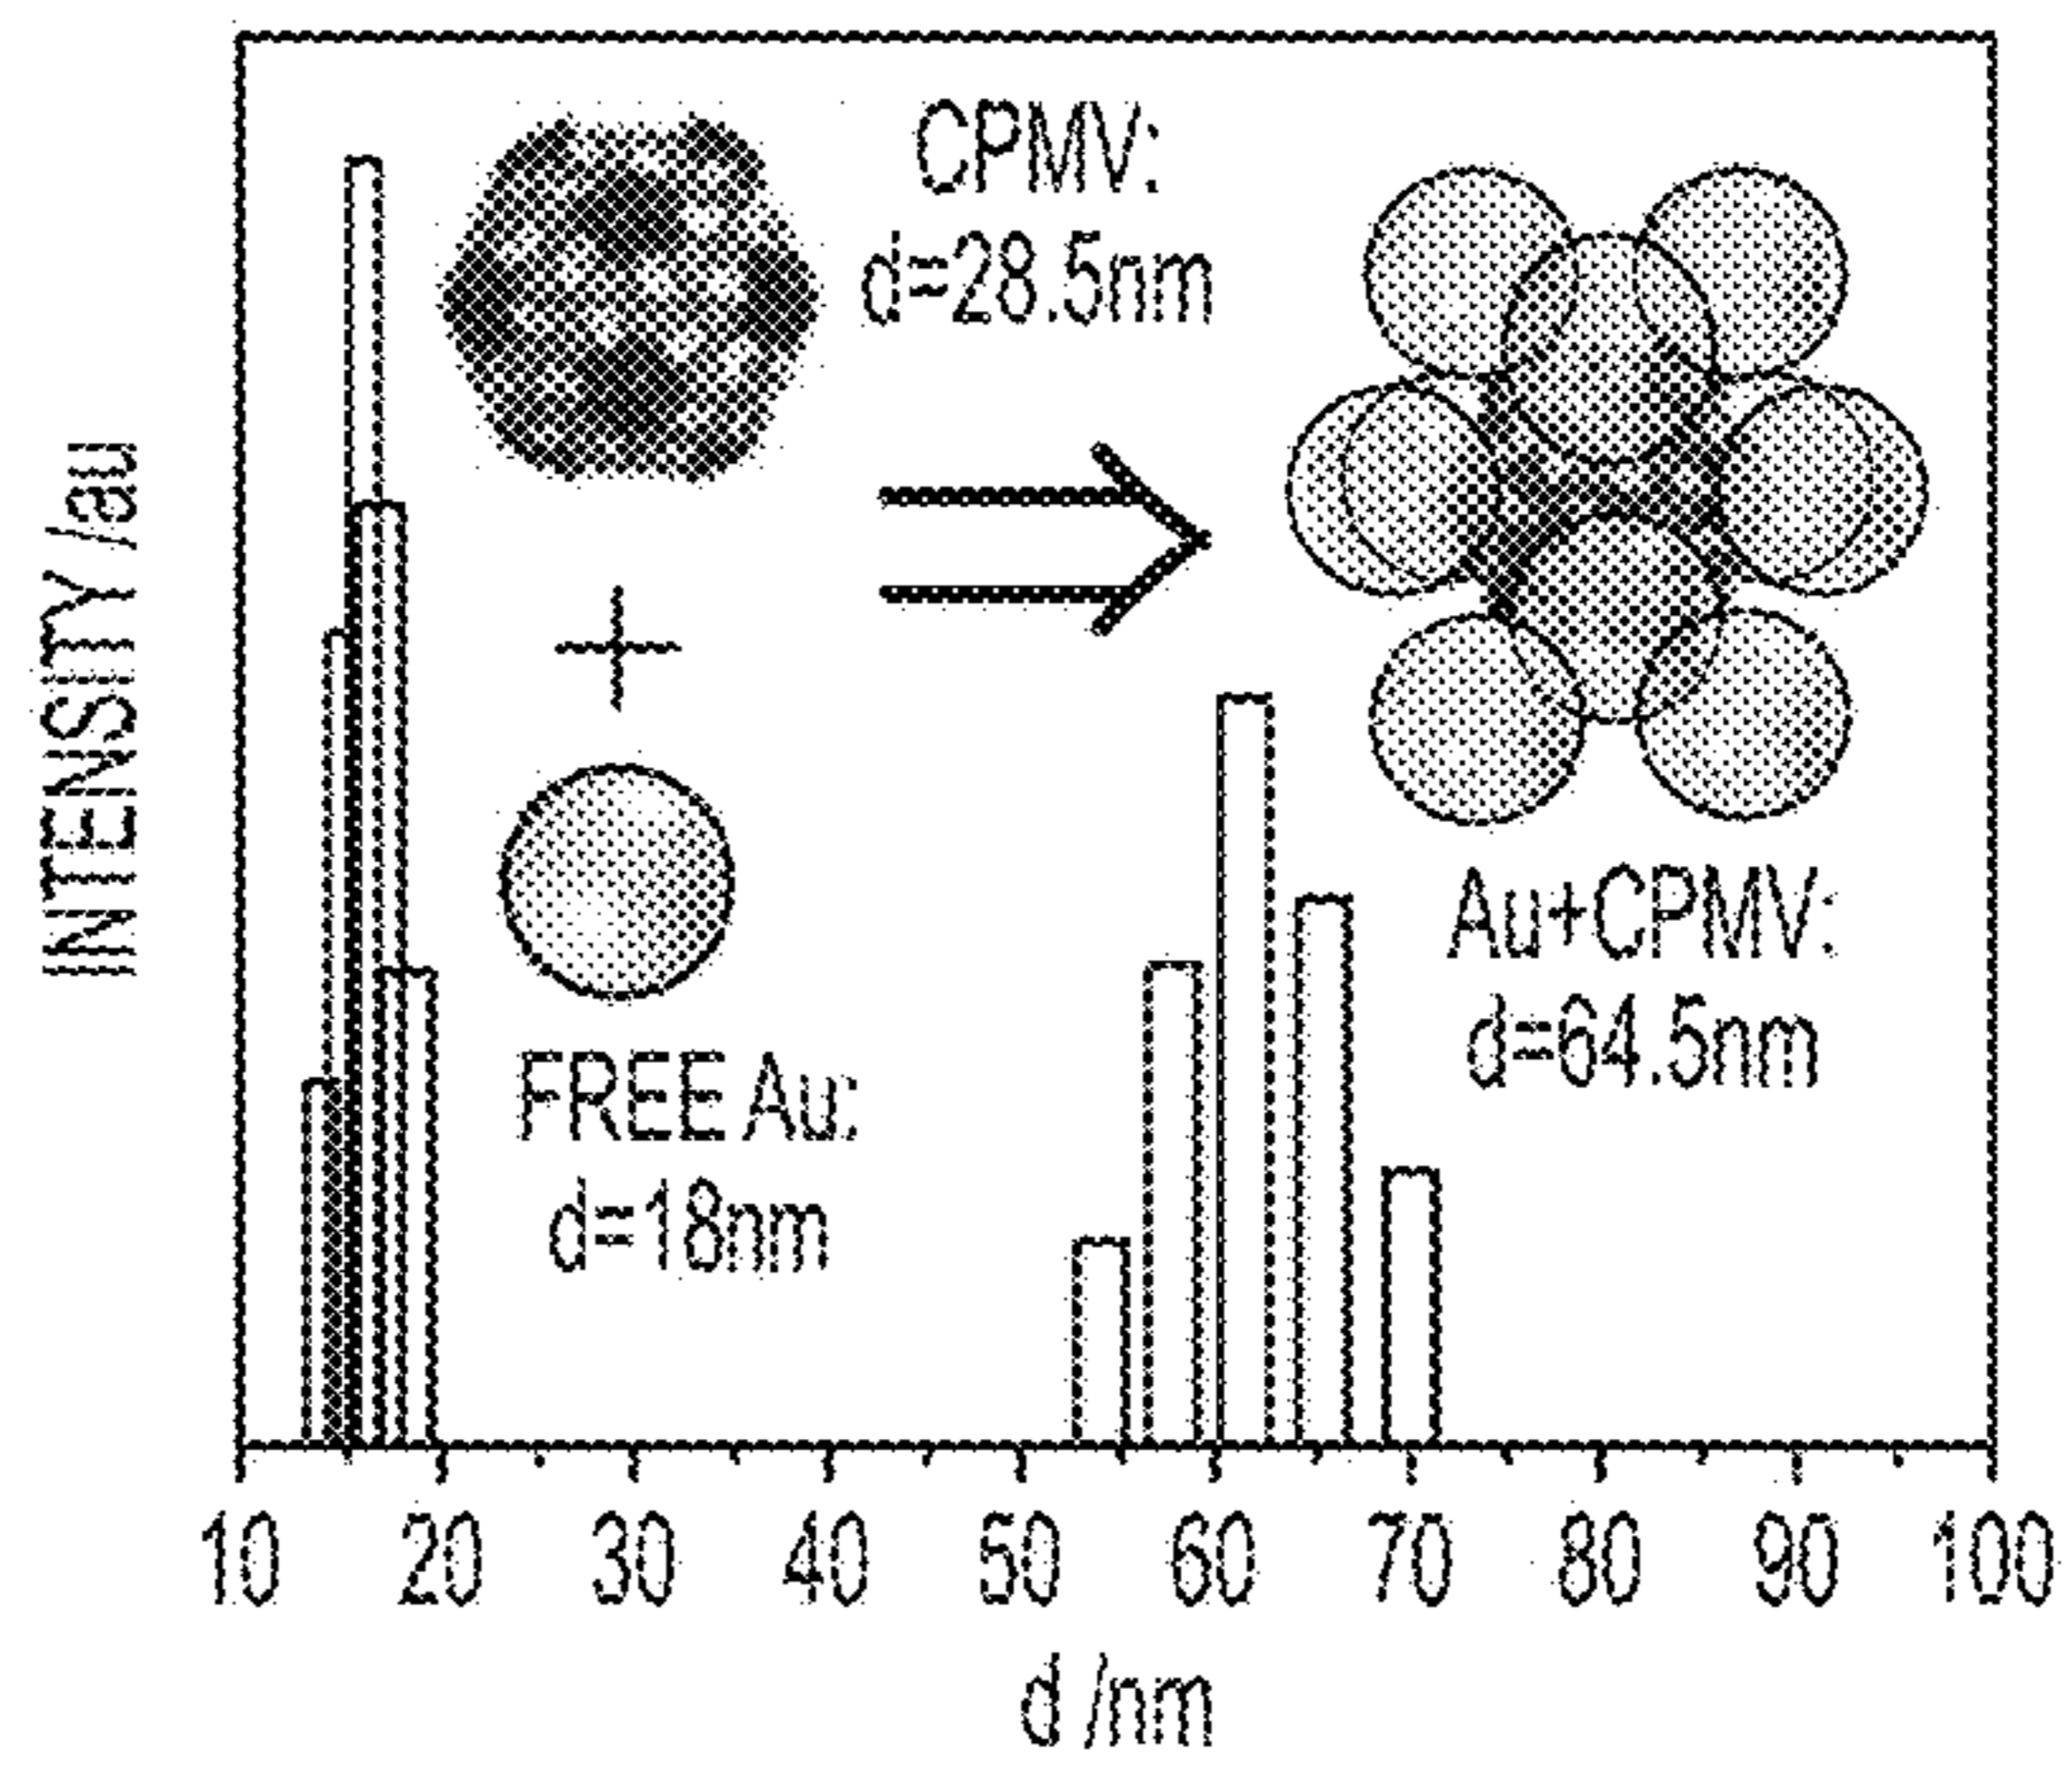 INTENSITY /au
CPMV:
d=28.5nm
+
FREE Au:
d=18nm
Au+CPMV:
d=64.5nm
10 20 30 40 50 60 70 80 90 100
d /nm